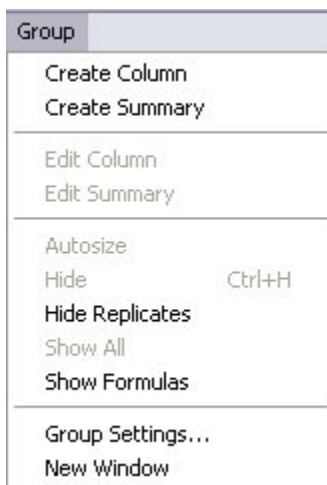 Group
Create Column
Create Summary
Edit Column
Edit Summary
Autosize
Hide Ctrl+H
Hide Replicates
Show All
Show Formulas
Group Settings...
New Window